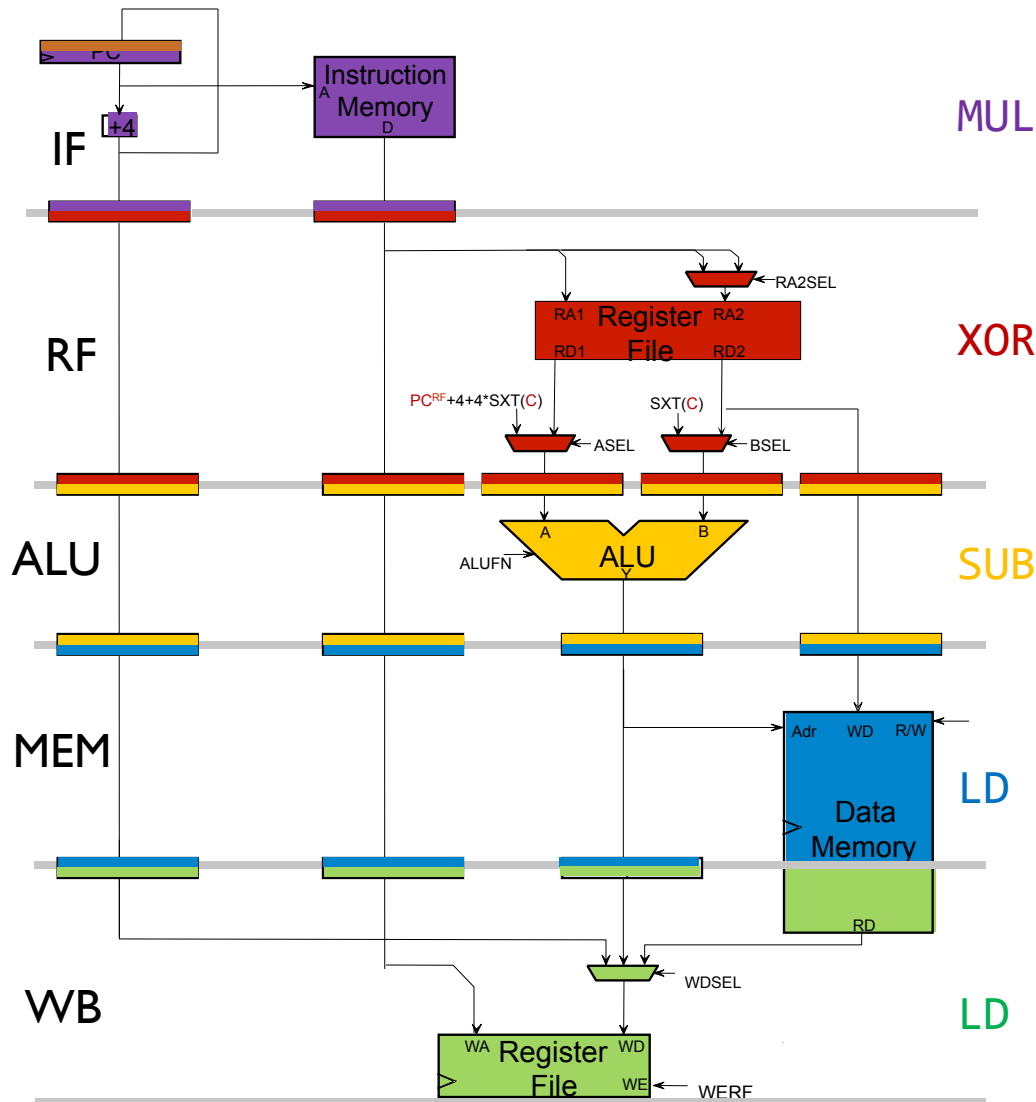 PC
Instruction
Memory
A
D
+4
IF
MUL
RA2SEL
RA1
Register
File
RA2
RD1
RD2
RF
XOR
PCRF+4+4*SXT(C)
SXT(C)
ASEL
BSEL
A
B
ALU
ALUFN
ALU
Y
SUB
Adr
WD
R/W
MEM
Data
Memory
LD
RD
WDSEL
WB
LD
WA
Register
File
WD
WE
WERF